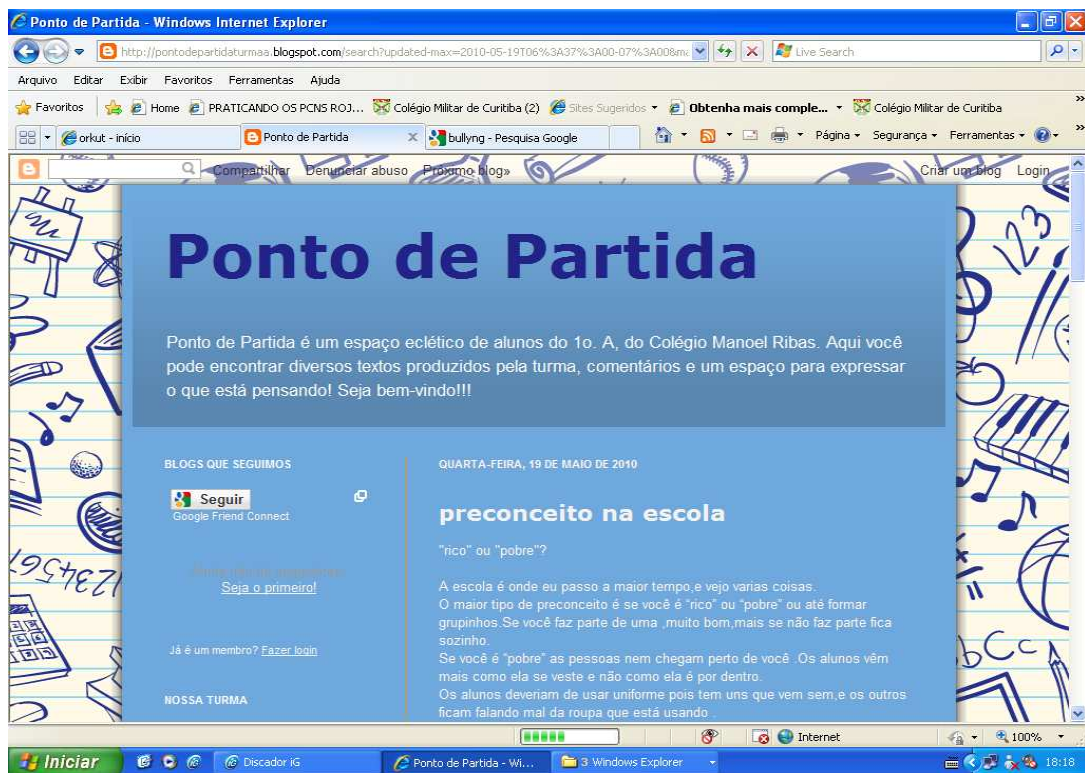 Ponto de Partida - Windows Internet Explorer
http://pontodepartidaturmaa.blogspot.com/search?updated-max=2010-05-19T06%3A37%3A00-07%3A00&ma
Live Search
Arquivo Editar Exibir Favoritos Ferramentas Ajuda
Favoritos Home PRATICANDO OS PCNS ROJ... Colégio Militar de Curitiba (2) Sites Sugeridos Obtenha mais comple... Colégio Militar de Curitiba
orkut - início Ponto de Partida bullyng - Pesquisa Google Página Segurança Ferramentas
Compartilhar Denunciar abuso Próximo blog» Criar um blog Login
Ponto de Partida
Ponto de Partida é um espaço eclético de alunos do 1o. A, do Colégio Manoel Ribas. Aqui você
pode encontrar diversos textos produzidos pela turma, comentários e um espaço para expressar
o que está pensando! Seja bem-vindo!!!
BLOGS QUE SEGUIMOS
Seguir
Google Friend Connect
Seja o primeiro!
Já é um membro? Fazer login
NOSSA TURMA
QUARTA-FEIRA, 19 DE MAIO DE 2010
preconceito na escola
"rico" ou "pobre"?
A escola é onde eu passo a maior tempo,e vejo varias coisas.
O maior tipo de preconceito é se você é "rico" ou "pobre" ou até formar
grupinhos.Se você faz parte de uma ,muito bom,mais se não faz parte fica
sozinho.
Se você é "pobre" as pessoas nem chegam perto de você .Os alunos vêm
mais como ela se veste e não como ela é por dentro.
Os alunos deveriam de usar uniforme pois tem uns que vem sem,e os outros
ficam falando mal da roupa que está usando .
123
1234567
bCc
Internet 100%
Iniciar Discador iG Ponto de Partida - Wi... 3 Windows Explorer 18:18